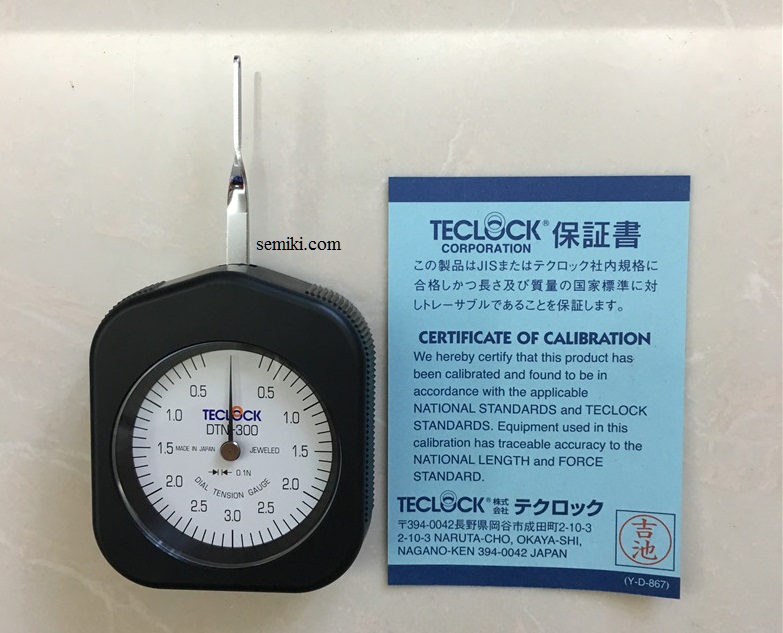 semiki.com
0.5 0.5
1.0 1.0
TECLOCK
DTN-300
1.5 MADE IN JAPAN JEWELED 1.5
0.1N
2.0 2.0
DIAL TENSION GAUGE
2.5 2.5
3.0
TECLOCK® 保証書
CORPORATION
この製品はJISまたはテクロック社内規格に
合格しかつ長さ及び質量の国家標準に対
しトレーサブルであることを保証します。
CERTIFICATE OF CALIBRATION
We hereby certify that this product has
been calibrated and found to be in
accordance with the applicable
NATIONAL STANDARDS and TECLOCK
STANDARDS. Equipment used in this
calibration has traceable accuracy to the
NATIONAL LENGTH and FORCE
STANDARD.
TECLOCK® 株式会社 テクロック
〒394-0042長野県岡谷市成田町2-10-3
2-10-3 NARUTA-CHO, OKAYA-SHI,
NAGANO-KEN 394-0042 JAPAN
吉池
(Y-D-867)